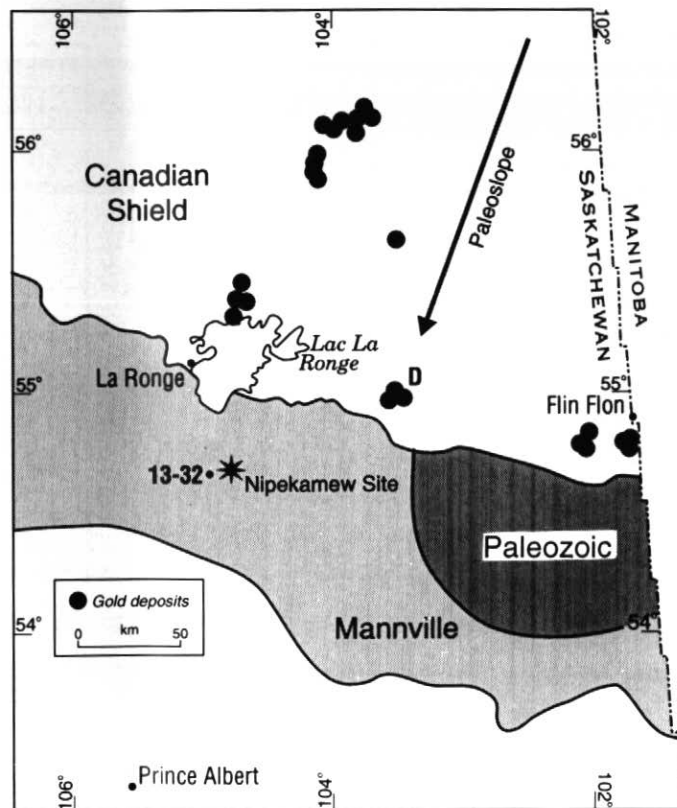 106°
104°
102°
56°
56°
Canadian
Shield
Paleoslope
SASKATCHEWAN
MANITOBA
Lac La
Ronge
La Ronge
D
55°
55°
Flin Flon
13-32
Nipekamew Site
Paleozoic
Gold deposits
0 km 50
Mannville
54°
54°
Prince Albert
106°
104°
102°